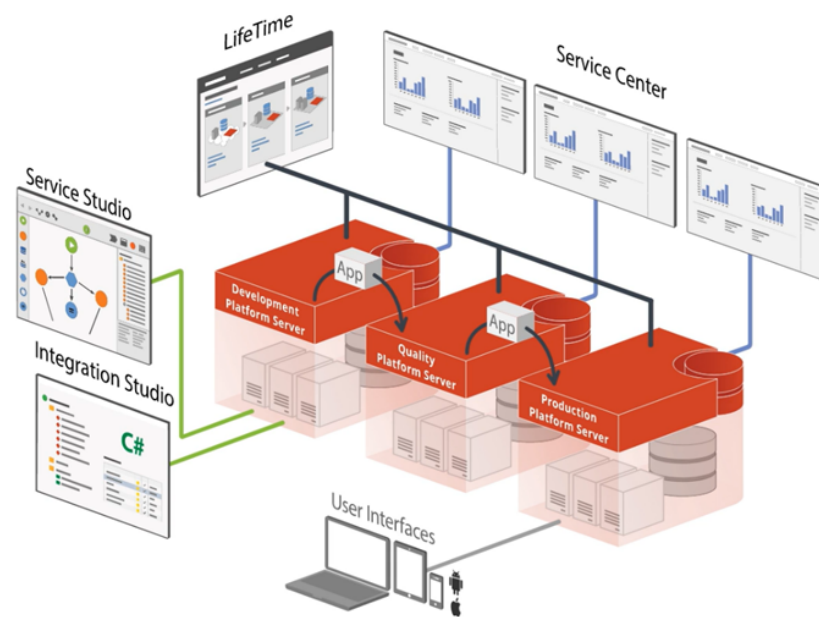 LifeTime
Service Center
Service Studio
App
Development
Platform Server
App
Quality
Platform Server
Integration Studio
C#
Production
Platform Server
User Interfaces